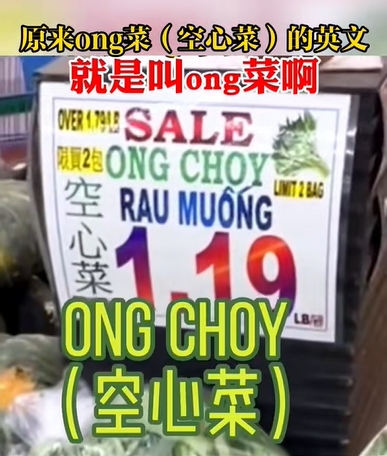 原来ong菜（空心菜）的英文
就是叫ong菜啊
OVER 1.79/LB
SALE
限買2包
ONG CHOY
LIMIT 2 BAG
空心菜
RAU MUỐNG
1.19
LB/磅
ONG CHOY
（空心菜）